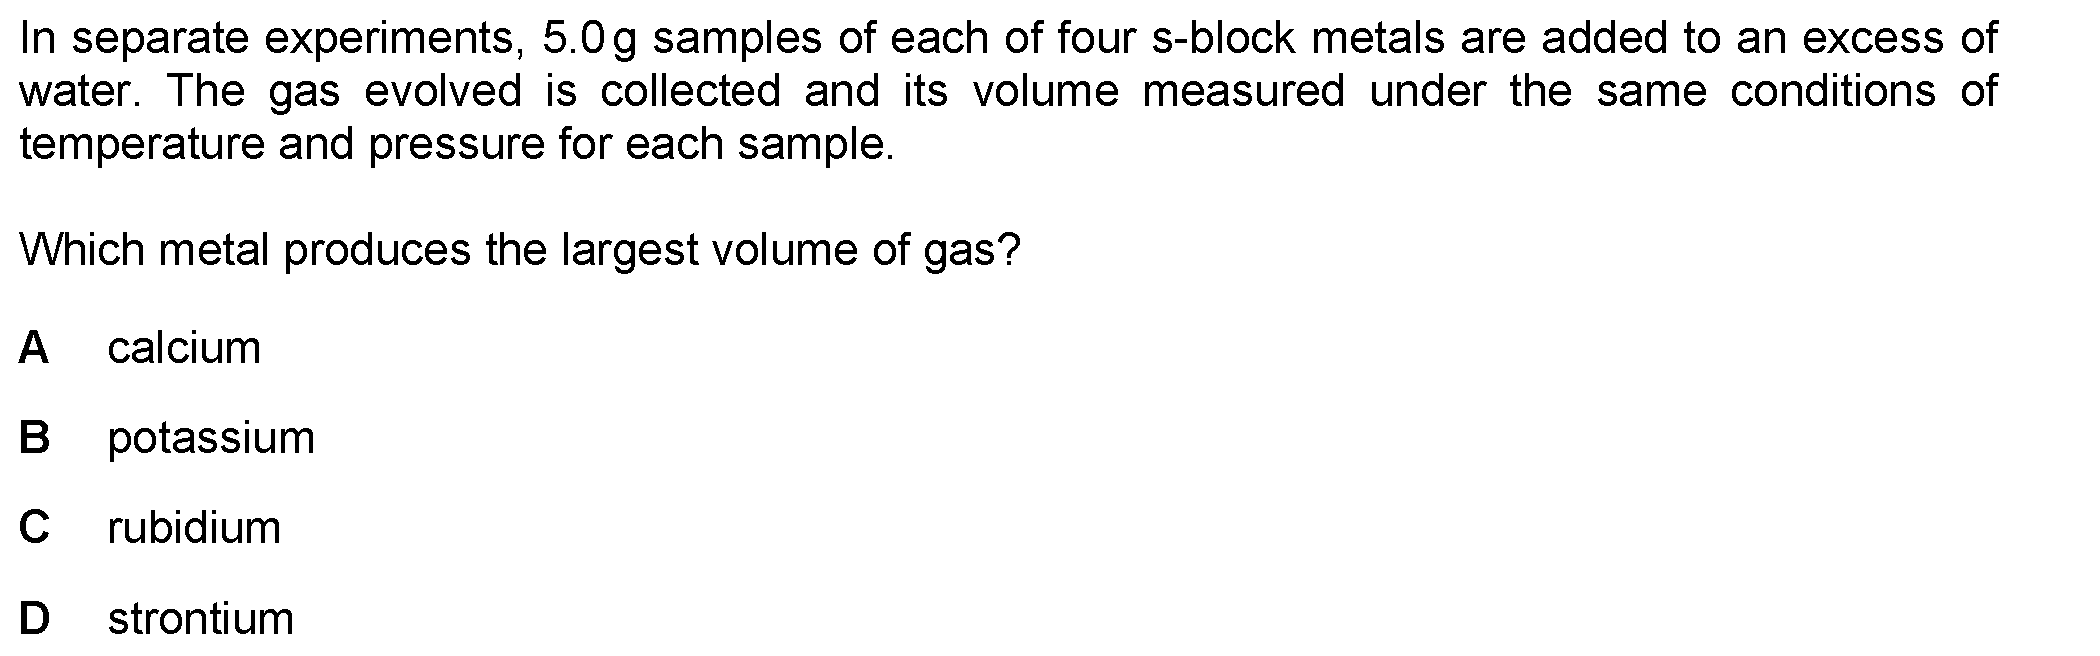 In separate experiments, 5.0 g samples of each of four s-block metals are added to an excess of
water. The gas evolved is collected and its volume measured under the same conditions of
temperature and pressure for each sample.
Which metal produces the largest volume of gas?
A calcium
B potassium
C rubidium
D strontium